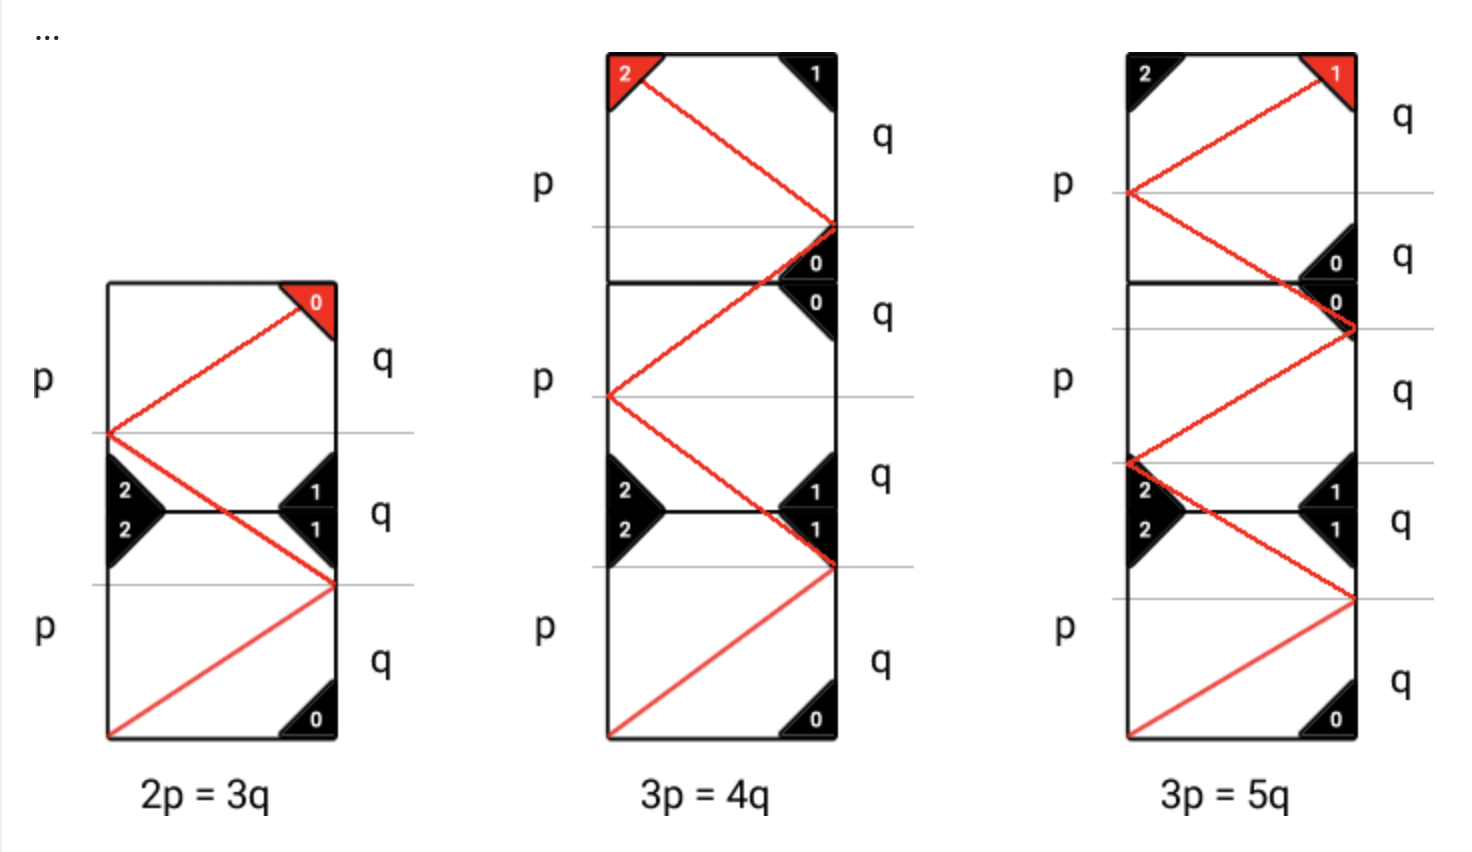 ...
2 1 2 1
q q
p p
0 0
0 q
0 0
q q
p p p
q
2 1 2 1 2 1
2 1 2 1 2 1
q q q
p p p
q q q
0 0 0
2p = 3q 3p = 4q 3p = 5q